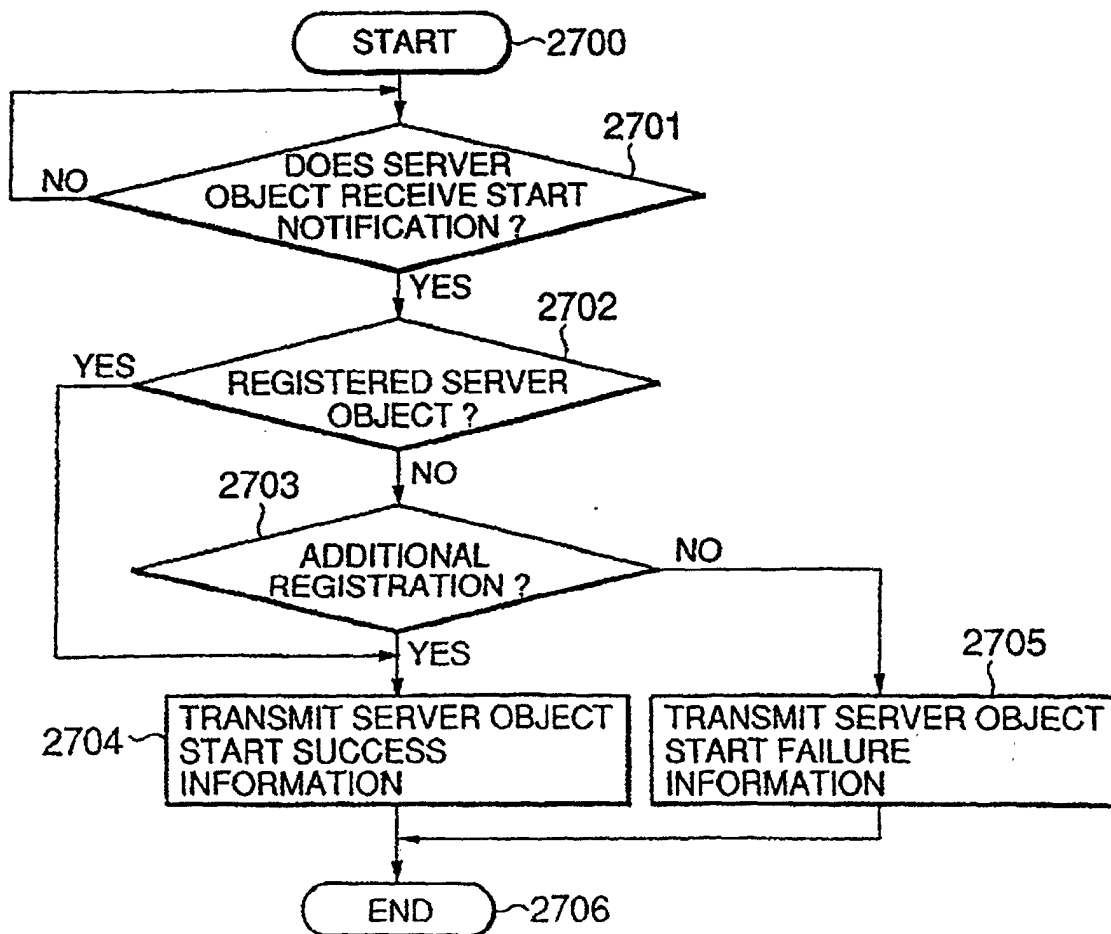 START
2700
2701
DOES SERVER
OBJECT RECEIVE START
NOTIFICATION ?
NO
YES
2702
YES
REGISTERED SERVER
OBJECT ?
NO
2703
ADDITIONAL
REGISTRATION ?
NO
YES
2705
2704
TRANSMIT SERVER OBJECT
START SUCCESS
INFORMATION
TRANSMIT SERVER OBJECT
START FAILURE
INFORMATION
END
2706